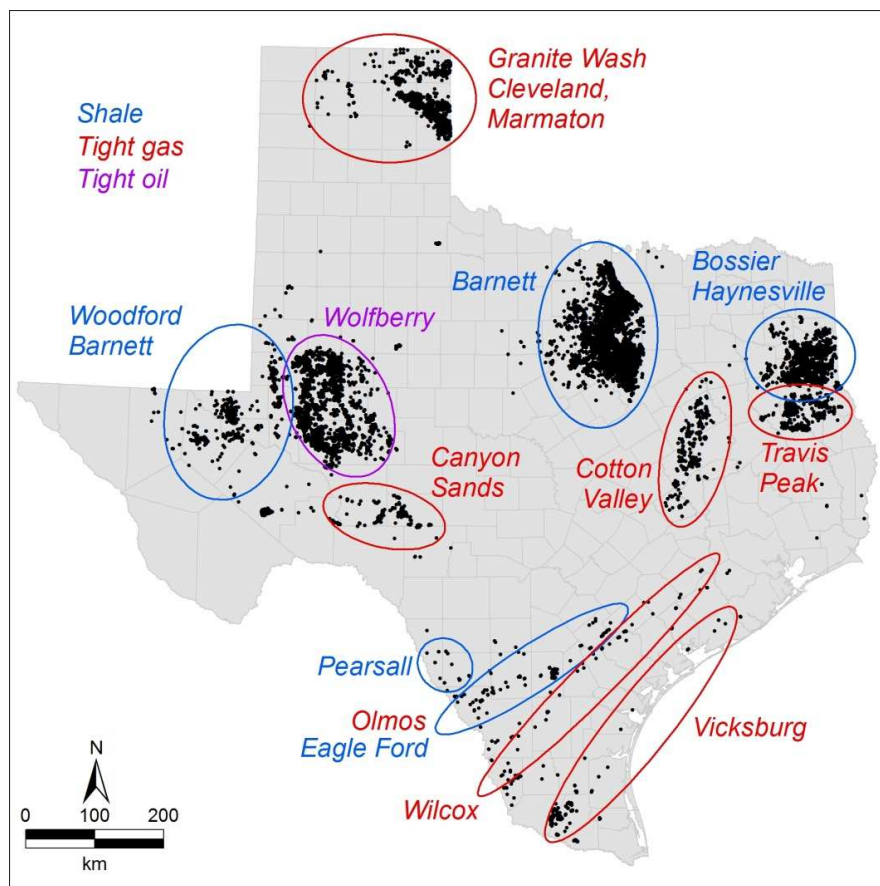 Granite Wash
Cleveland,
Marmaton
Shale
Tight gas
Tight oil
Barnett
Bossier
Haynesville
Woodford
Barnett
Wolfberry
Canyon
Sands
Cotton
Valley
Travis
Peak
Pearsall
Olmos
Eagle Ford
Vicksburg
Wilcox
N
0 100 200
km